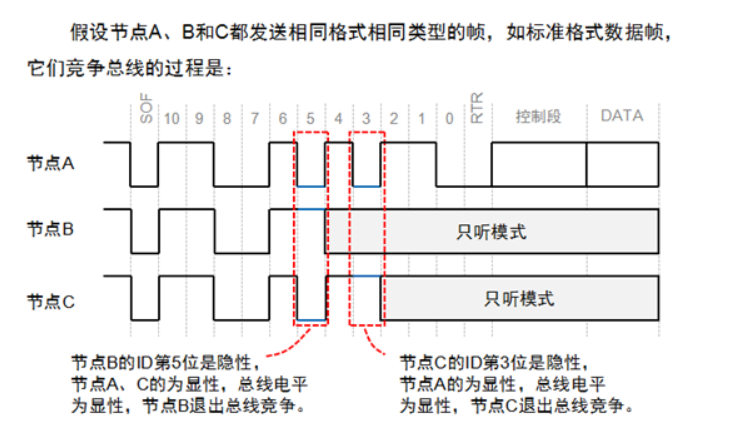 假设节点A、B和C都发送相同格式相同类型的帧，如标准格式数据帧，
它们竞争总线的过程是：
SOF 10 9 8 7 6 5 4 3 2 1 0 RTR 控制段 DATA
节点A
节点B 只听模式
节点C 只听模式
节点B的ID第5位是隐性，
节点A、C的为显性，总线电平
为显性，节点B退出总线竞争。
节点C的ID第3位是隐性，
节点A的为显性，总线电平
为显性，节点C退出总线竞争。